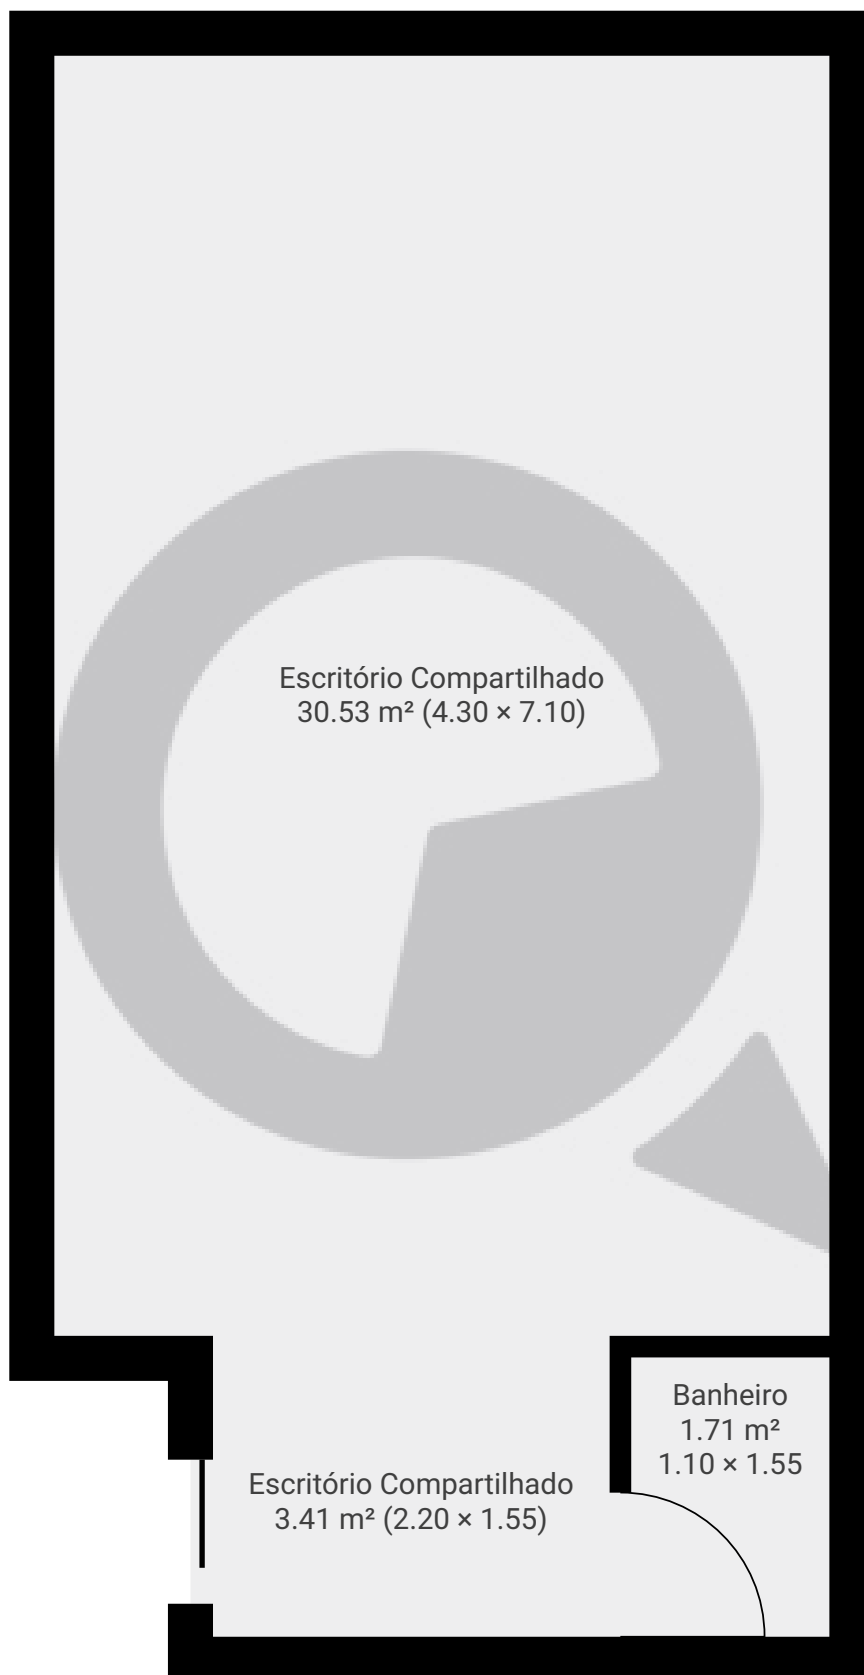 Escritório Compartilhado
30.53 m² (4.30 × 7.10)
Banheiro
1.71 m²
1.10 × 1.55
Escritório Compartilhado
3.41 m² (2.20 × 1.55)